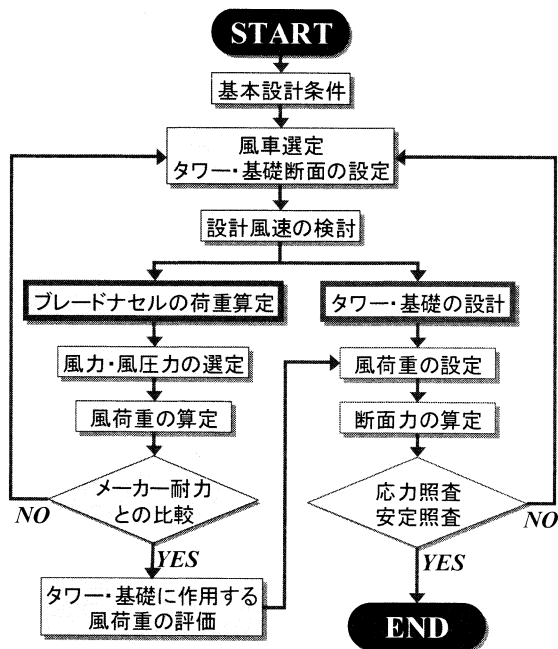 START
基本設計条件
風車選定
タワー・基礎断面の設定
設計風速の検討
ブレードナセルの荷重算定
タワー・基礎の設計
風力・風圧力の選定
風荷重の設定
風荷重の算定
断面力の算定
メーカー耐力
との比較
応力照査
安定照査
NO
NO
YES
YES
タワー・基礎に作用する
風荷重の評価
END